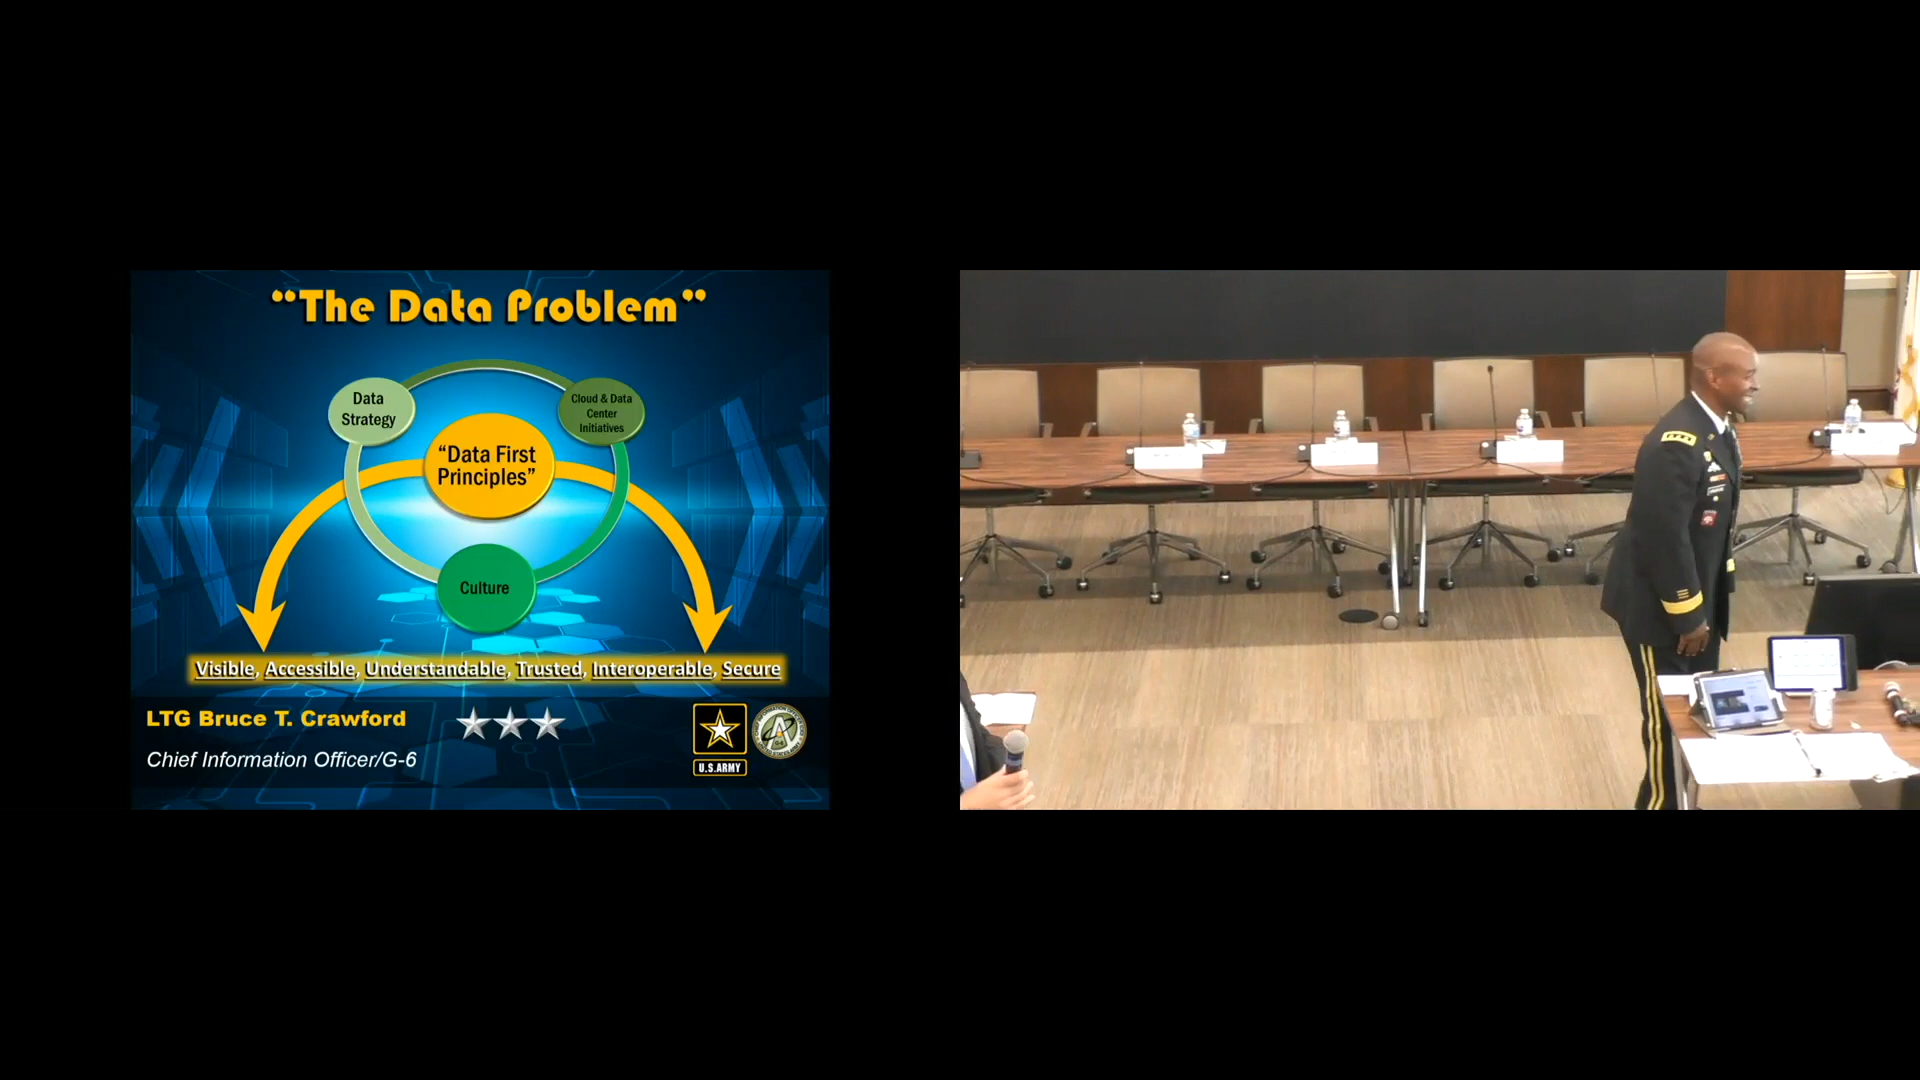 “The Data Problem”
Data
Strategy
Cloud & Data
Center
Initiatives
“Data First
Principles”
Culture
Visible, Accessible, Understandable, Trusted, Interoperable, Secure
LTG Bruce T. Crawford
Chief Information Officer/G-6
U.S.ARMY